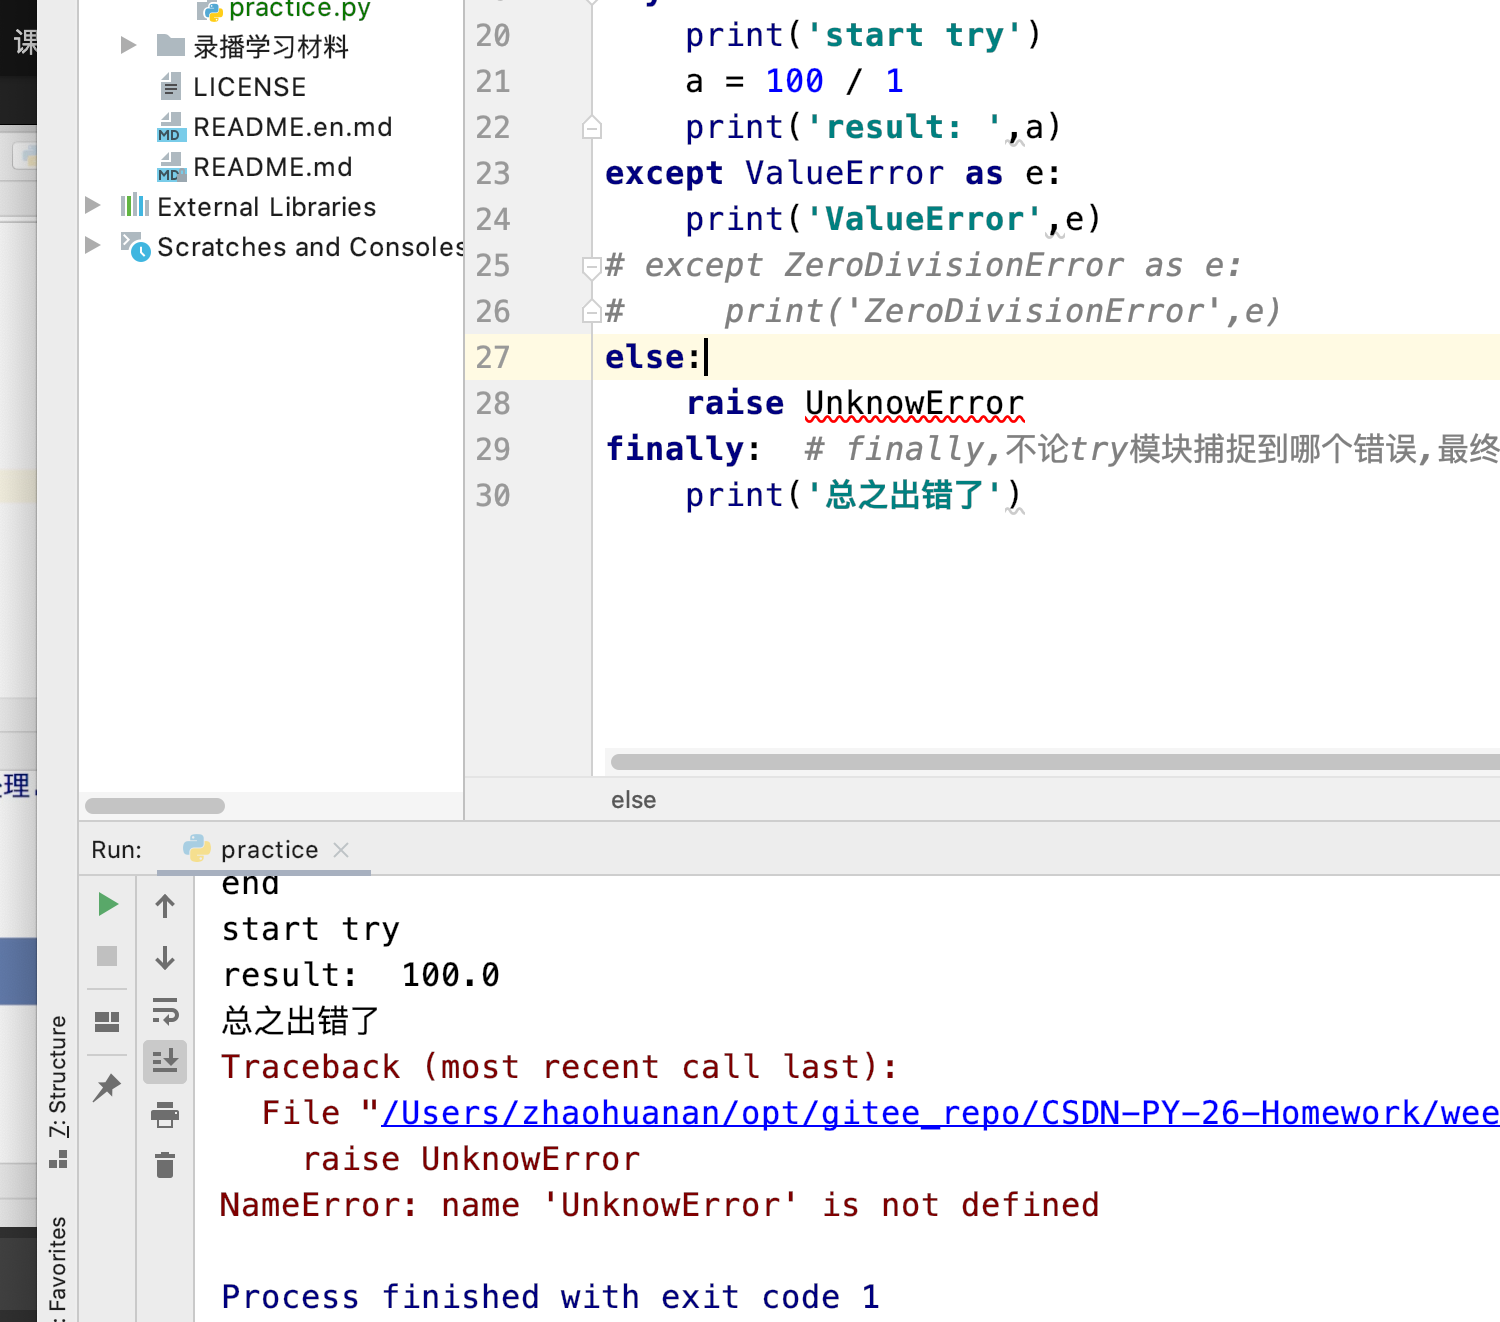 课
practice.py
录播学习材料
LICENSE
README.en.md
README.md
External Libraries
Scratches and Consoles
20 print('start try')
21 a = 100 / 1
22 print('result: ',a)
23 except ValueError as e:
24 print('ValueError',e)
25 # except ZeroDivisionError as e:
26 # print('ZeroDivisionError',e)
27 else:
28 raise UnknowError
29 finally: # finally,不论try模块捕捉到哪个错误,最终
30 print('总之出错了')
else
理
Run: practice
end
start try
result: 100.0
总之出错了
Traceback (most recent call last):
File "/Users/zhaohuanan/opt/gitee_repo/CSDN-PY-26-Homework/wee
raise UnknowError
NameError: name 'UnknowError' is not defined
Process finished with exit code 1
7: Structure
: Favorites